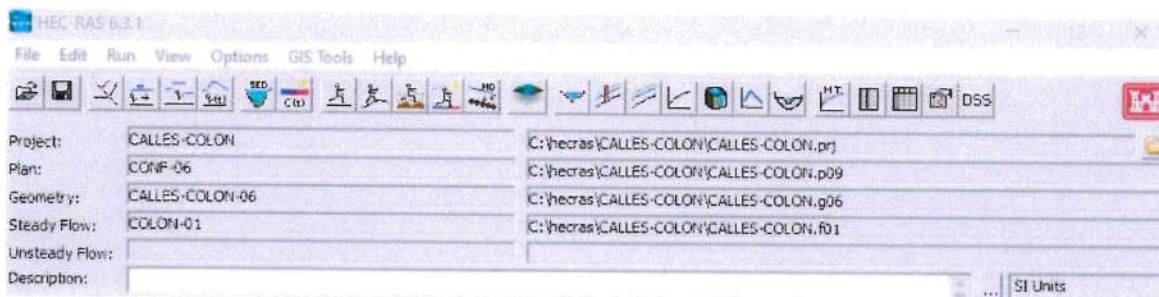 HEC-RAS 6.3.1
File Edit Run View Options GIS Tools Help
SED C(t) HD H.T. DSS
Project: CALLES-COLON C:\hecras\CALLES-COLON\CALLES-COLON.prj
Plan: CONF-06 C:\hecras\CALLES-COLON\CALLES-COLON.p09
Geometry: CALLES-COLON-06 C:\hecras\CALLES-COLON\CALLES-COLON.g06
Steady Flow: COLON-01 C:\hecras\CALLES-COLON\CALLES-COLON.f01
Unsteady Flow:
Description: ... SI Units